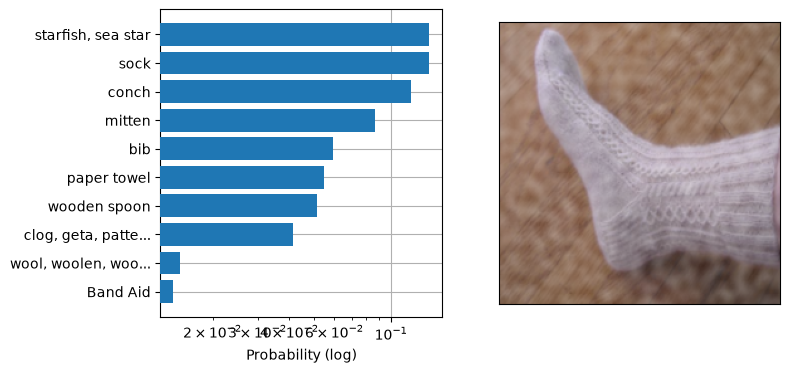 starfish, sea star
sock
conch
mitten
bib
paper towel
wooden spoon
clog, geta, patte...
wool, woolen, woo...
Band Aid
10⁻¹
Probability (log)